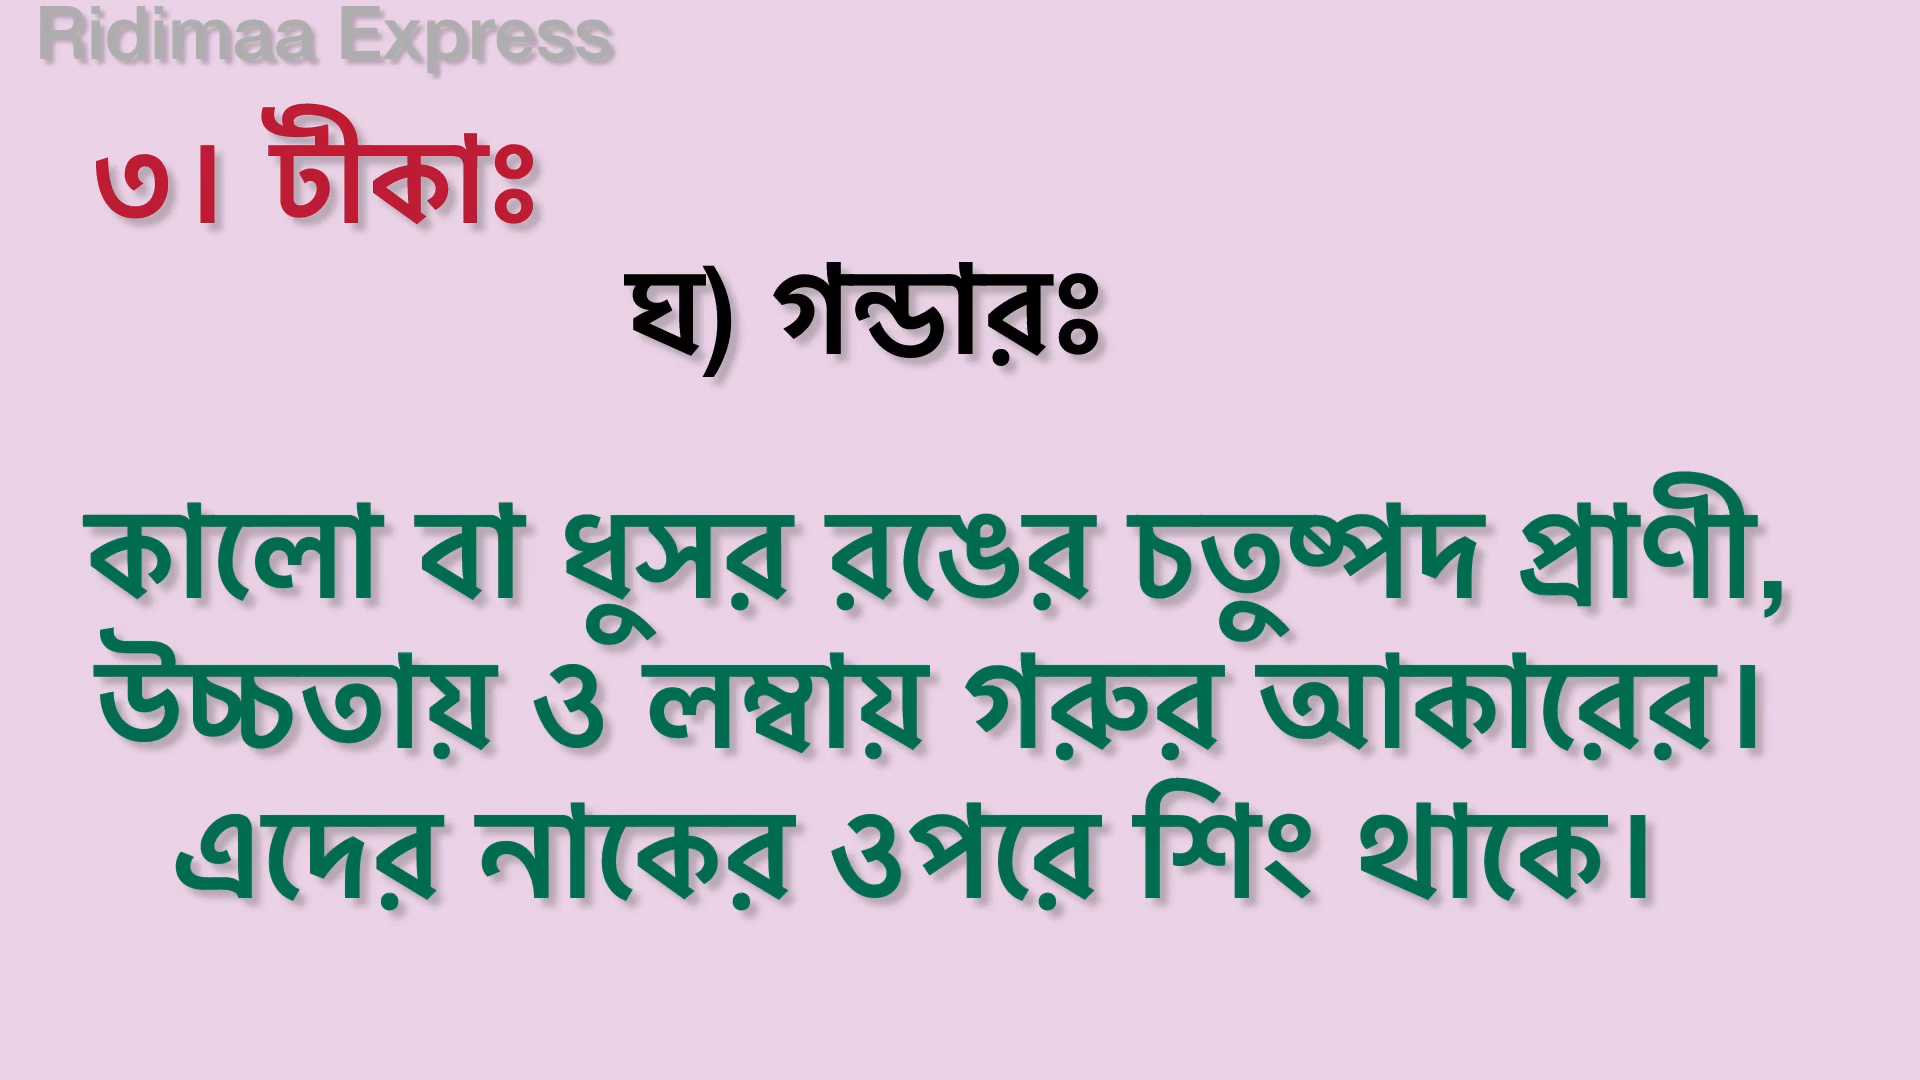 Ridimaa Express
৩। টীকাঃ
ঘ) গন্ডারঃ
কালো বা ধুসর রঙের চতুষ্পদ প্রাণী,
উচ্চতায় ও লম্বায় গরুর আকারের।
এদের নাকের ওপরে শিং থাকে।